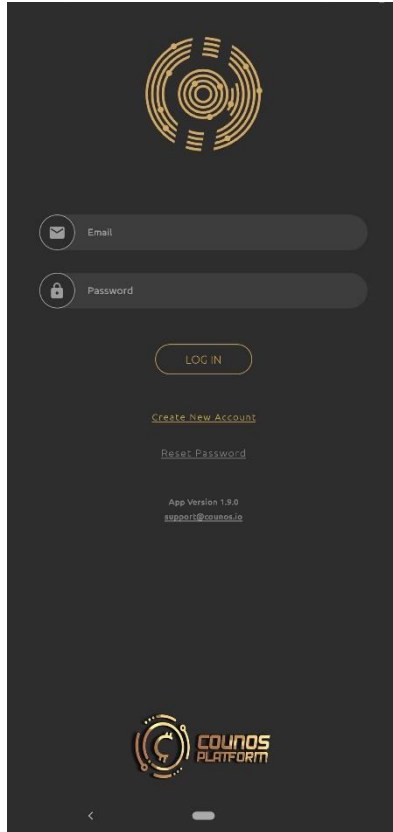 Email
Password
LOG IN
Create New Account
Reset Password
App Version 1.9.0
support@counos.io
COUNOS
PLATFORM